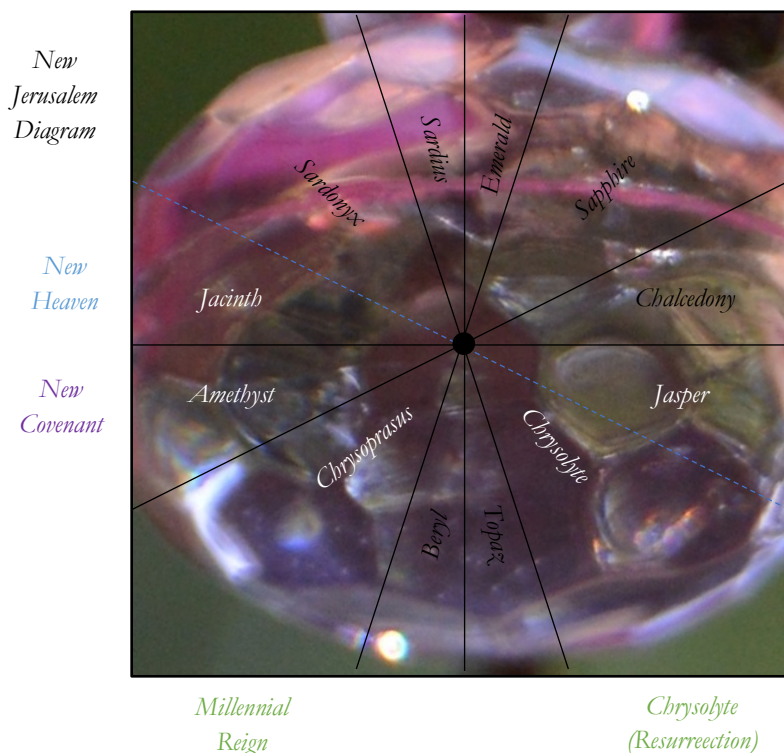 New
Jerusalem
Diagram
Sardius
Emerald
Sardonyx
Sapphire
New
Heaven
Jacinth
Chalcedony
New
Covenant
Amethyst
Jasper
Chrysoprasus
Chrysolyte
Beryl
Topaz
Millennial
Reign
Chrysolyte
(Resurreection)